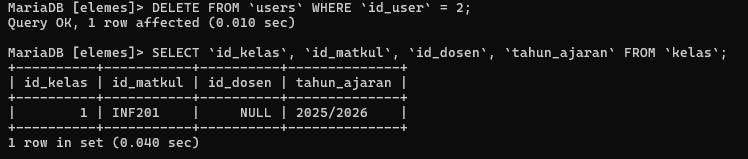 MariaDB [elemes]> DELETE FROM `users` WHERE `id_user` = 2;
Query OK, 1 row affected (0.010 sec)

MariaDB [elemes]> SELECT `id_kelas`, `id_matkul`, `id_dosen`, `tahun_ajaran` FROM `kelas`;
+----------+-----------+----------+--------------+
| id_kelas | id_matkul | id_dosen | tahun_ajaran |
+----------+-----------+----------+--------------+
|        1 | INF201    |     NULL | 2025/2026    |
+----------+-----------+----------+--------------+
1 row in set (0.040 sec)